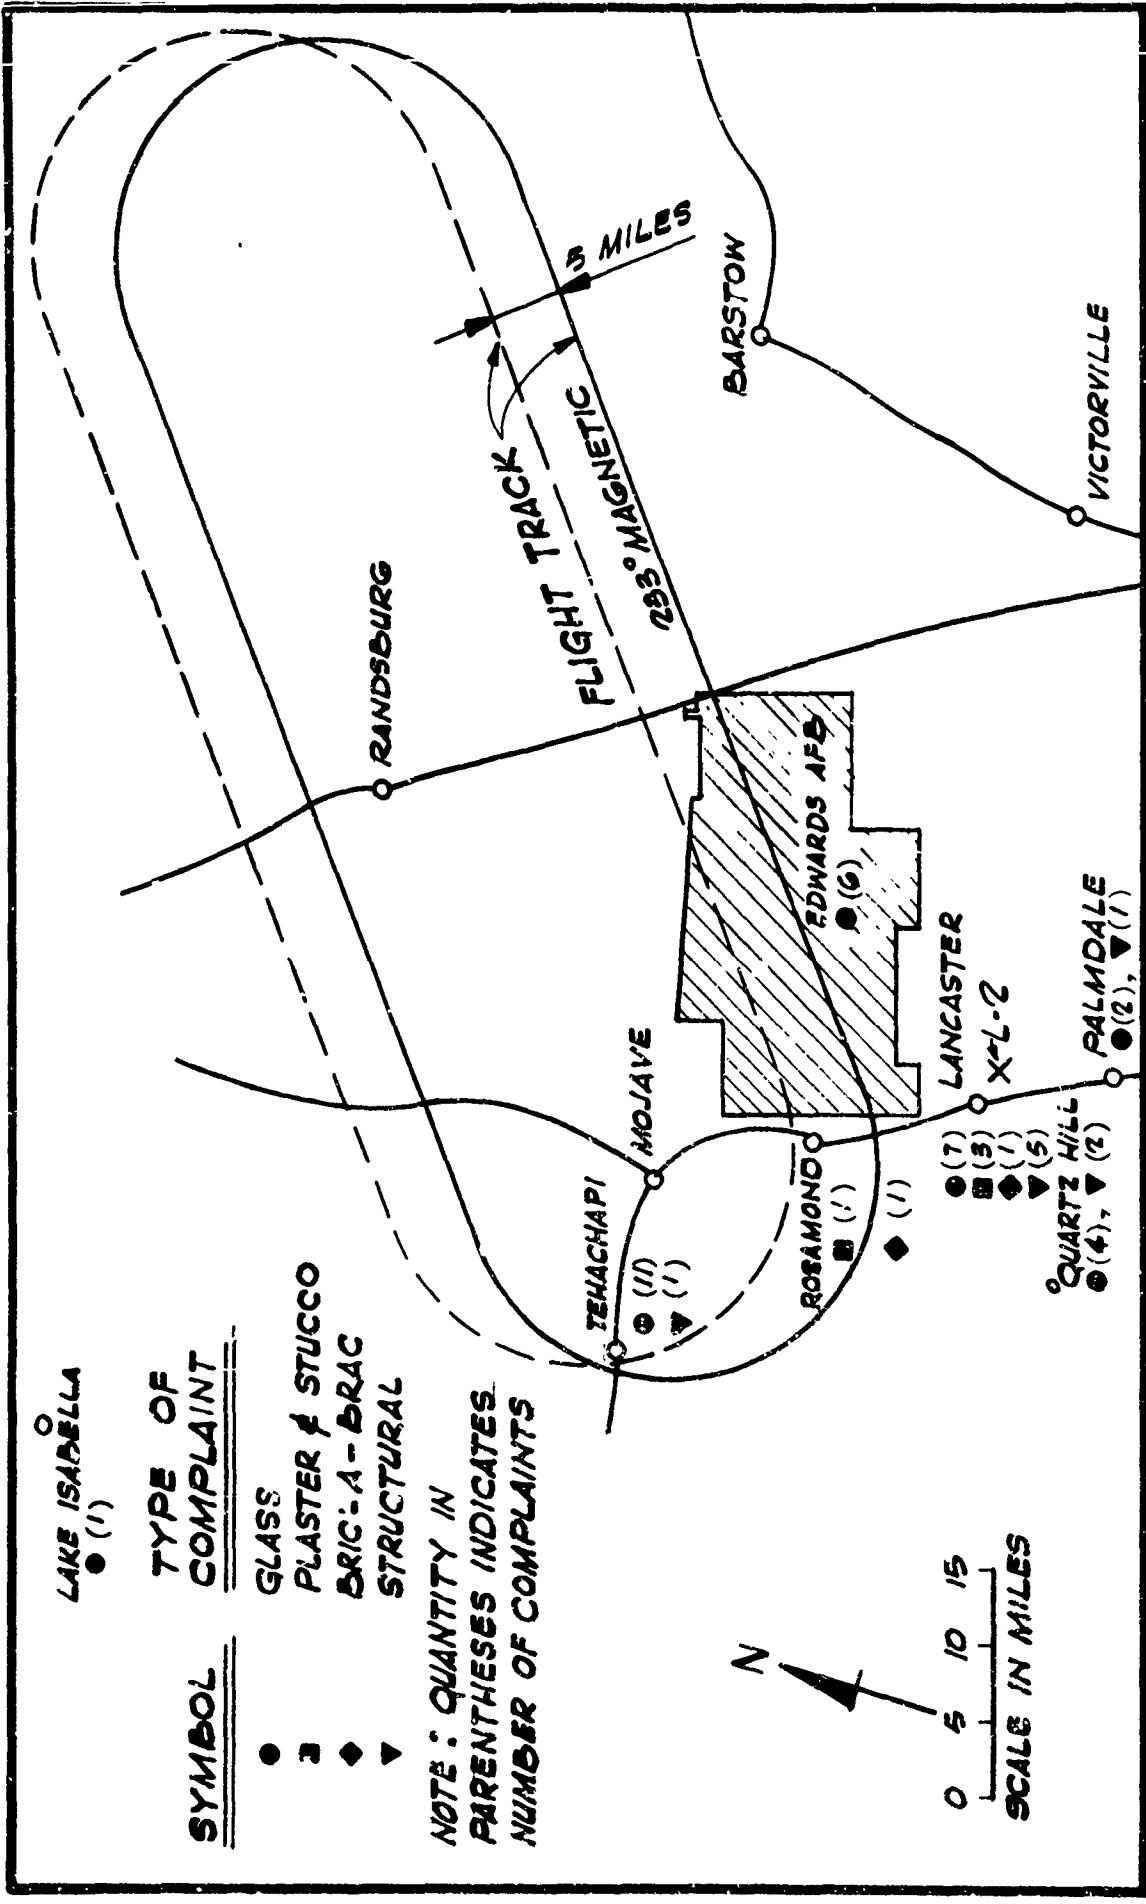 LAKE ISABELLA
● (1)
SYMBOL
TYPE OF
COMPLAINT
● GLASS
■ PLASTER & STUCCO
◆ BRIC-A-BRAC
▼ STRUCTURAL
NOTE: QUANTITY IN
PARENTHESES INDICATES
NUMBER OF COMPLAINTS
N
0 5 10 15
SCALE IN MILES
TEHACHAPI
● (11)
▼ (1)
MOJAVE
ROSAMOND
■ (1)
◆ (1)
RANDSBURG
FLIGHT TRACK
233° MAGNETIC
5 MILES
EDWARDS AFB
● (6)
LANCASTER
X-L-2
● (7)
■ (3)
◆ (1)
▼ (5)
QUARTZ HILL
● (4), ▼ (2)
PALMDALE
● (2), ▼ (1)
BARSTOW
VICTORVILLE